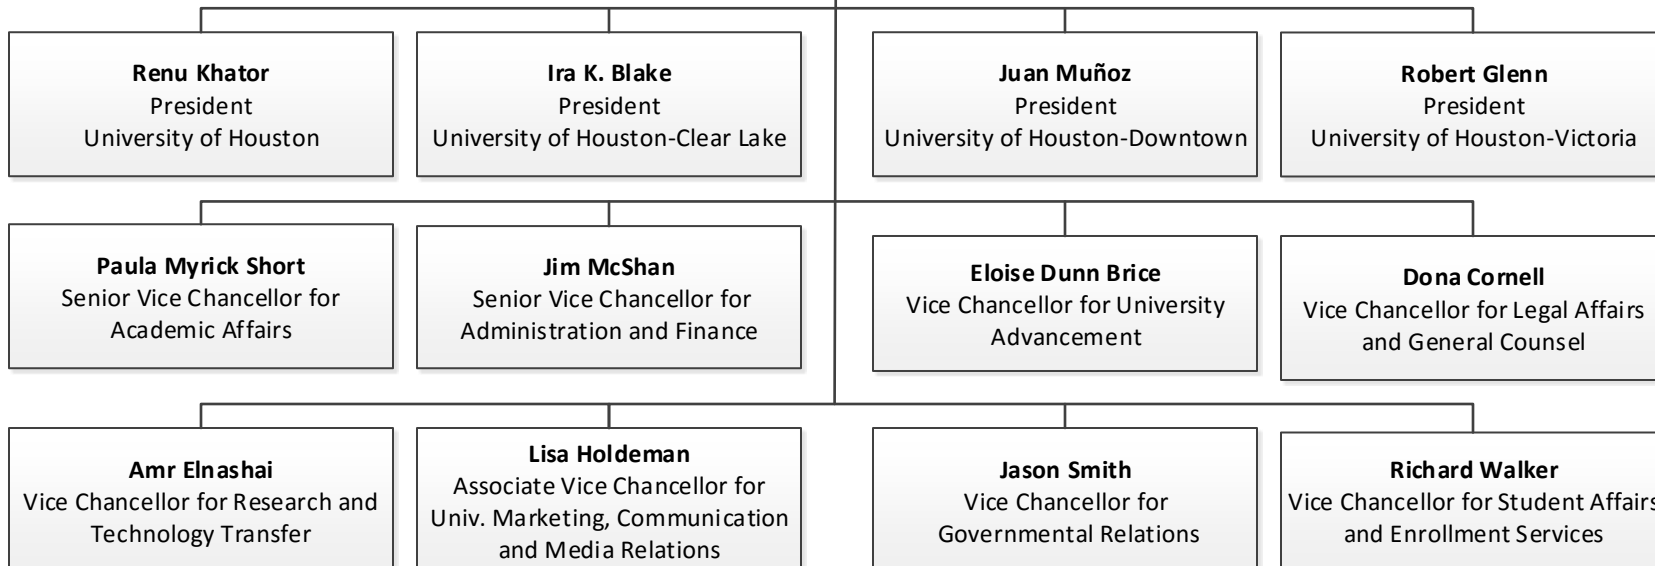 Renu Khator
President
University of Houston
Ira K. Blake
President
University of Houston-Clear Lake
Juan Muñoz
President
University of Houston-Downtown
Robert Glenn
President
University of Houston-Victoria
Paula Myrick Short
Senior Vice Chancellor for
Academic Affairs
Jim McShan
Senior Vice Chancellor for
Administration and Finance
Eloise Dunn Brice
Vice Chancellor for University
Advancement
Dona Cornell
Vice Chancellor for Legal Affairs
and General Counsel
Amr Elnashai
Vice Chancellor for Research and
Technology Transfer
Lisa Holdeman
Associate Vice Chancellor for
Univ. Marketing, Communication
and Media Relations
Jason Smith
Vice Chancellor for
Governmental Relations
Richard Walker
Vice Chancellor for Student Affairs
and Enrollment Services